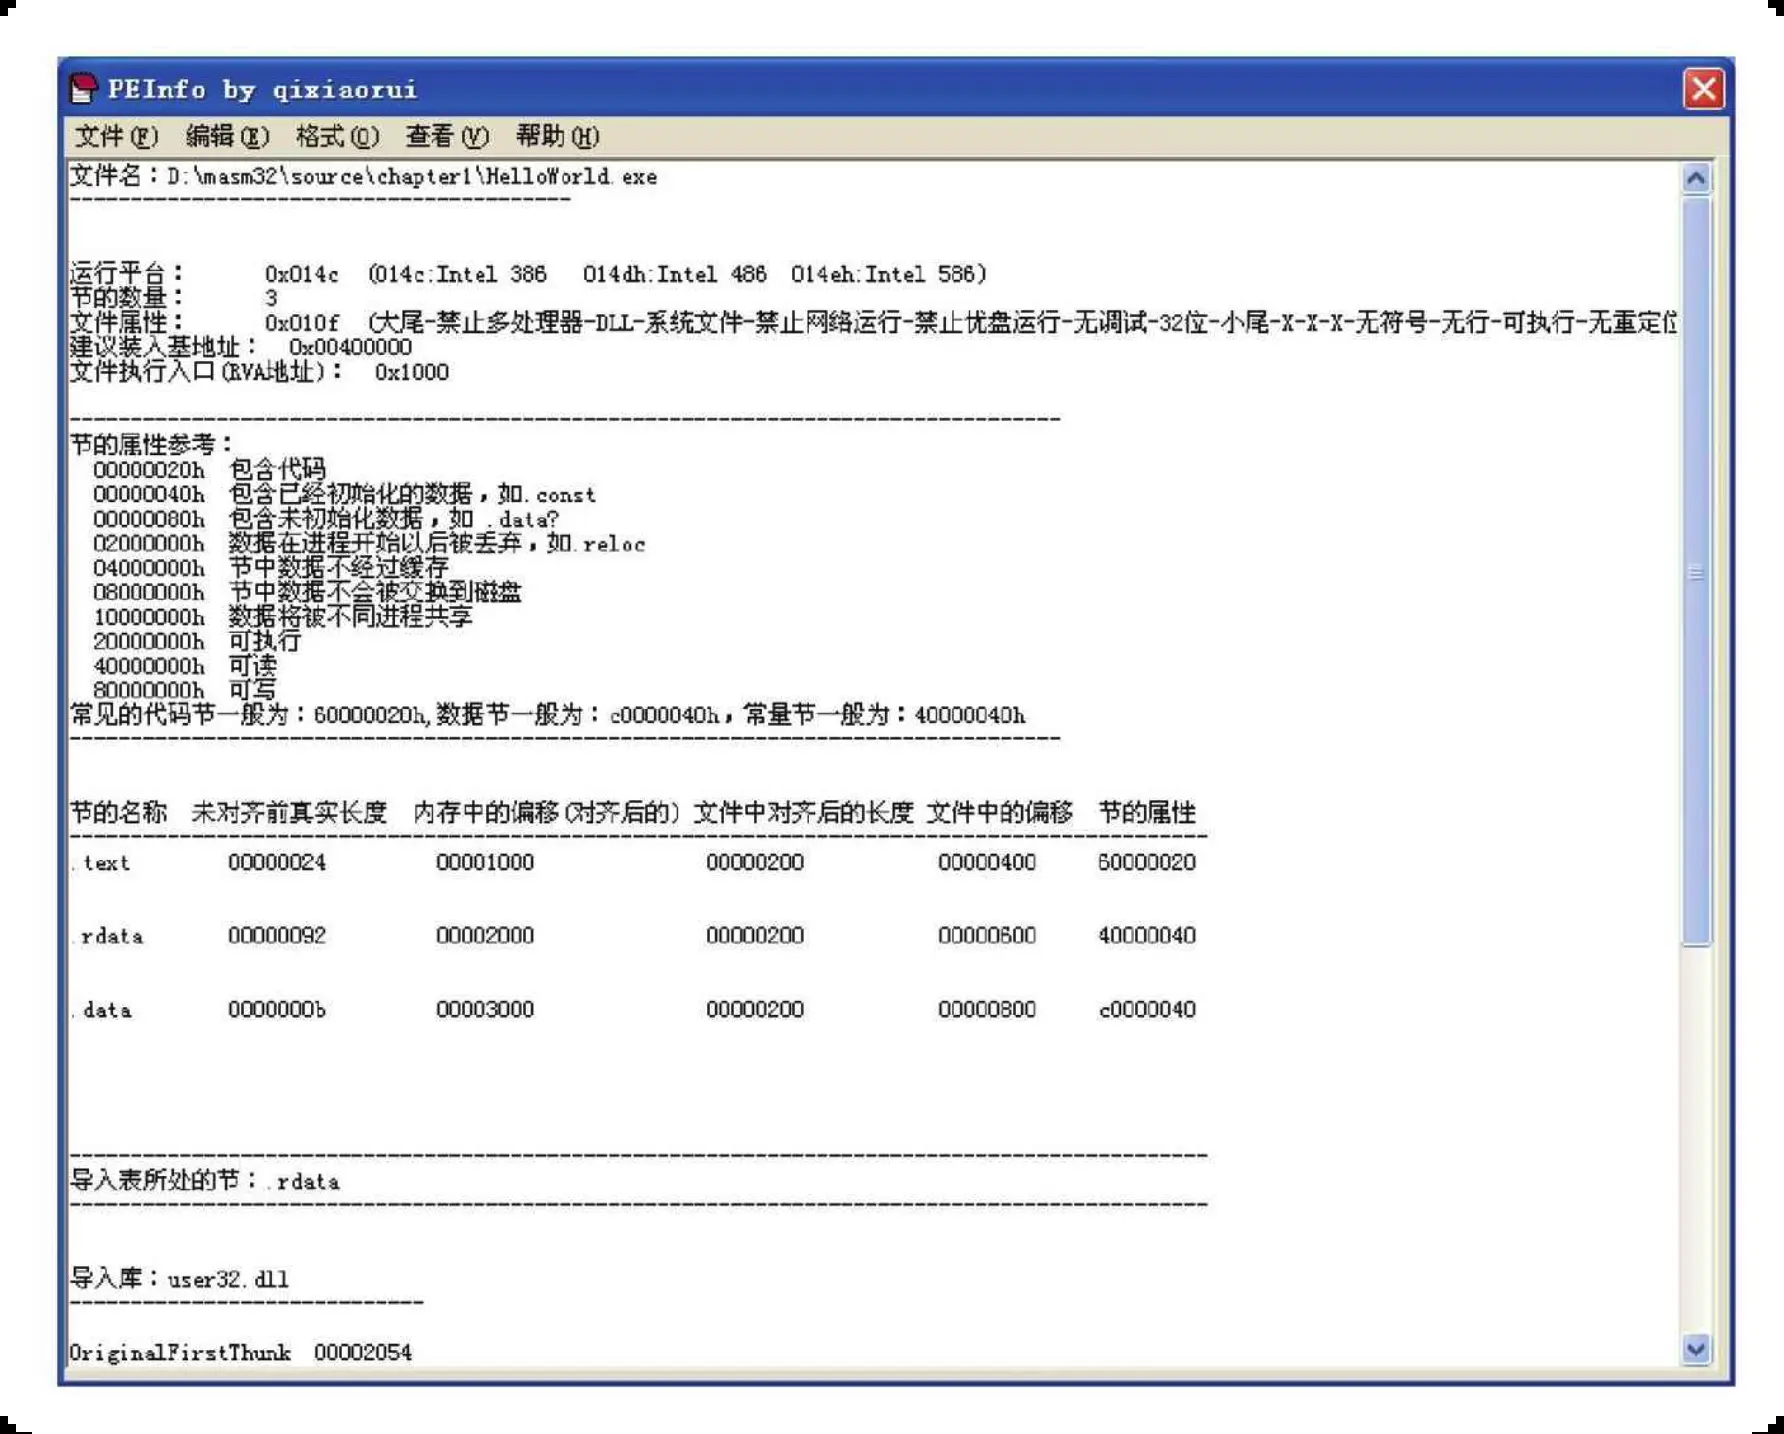 PEInfo by qixiaorui
文件(F) 编辑(E) 格式(O) 查看(V) 帮助(H)
文件名：D:\masm32\source\chapter1\HelloWorld.exe
-----------------------------------------
运行平台： 0x014c (014c:Intel 386 014dh:Intel 486 014eh:Intel 586)
节的数量： 3
文件属性： 0x010f (大尾-禁止多处理器-DLL-系统文件-禁止网络运行-禁止优盘运行-无调试-32位-小尾-X-X-X-无符号-无行-可执行-无重定位
建议装入基地址： 0x00400000
文件执行入口(RVA地址)： 0x1000
---------------------------------------------------------------------------------
节的属性参考：
00000020h 包含代码
00000040h 包含已经初始化的数据，如.const
00000080h 包含未初始化数据，如 .data?
02000000h 数据在进程开始以后被丢弃，如.reloc
04000000h 节中数据不经过缓存
08000000h 节中数据不会被交换到磁盘
10000000h 数据将被不同进程共享
20000000h 可执行
40000000h 可读
80000000h 可写
常见的代码节一般为：60000020h,数据节一般为：c0000040h，常量节一般为：40000040h
---------------------------------------------------------------------------------
节的名称 未对齐前真实长度 内存中的偏移(对齐后的) 文件中对齐后的长度 文件中的偏移 节的属性
---------------------------------------------------------------------------------------------
.text 00000024 00001000 00000200 00000400 60000020
.rdata 00000092 00002000 00000200 00000600 40000040
.data 0000000b 00003000 00000200 00000800 c0000040
---------------------------------------------------------------------------------------------
导入表所处的节：.rdata
---------------------------------------------------------------------------------------------
导入库：user32.dll
-----------------------------
OriginalFirstThunk 00002054